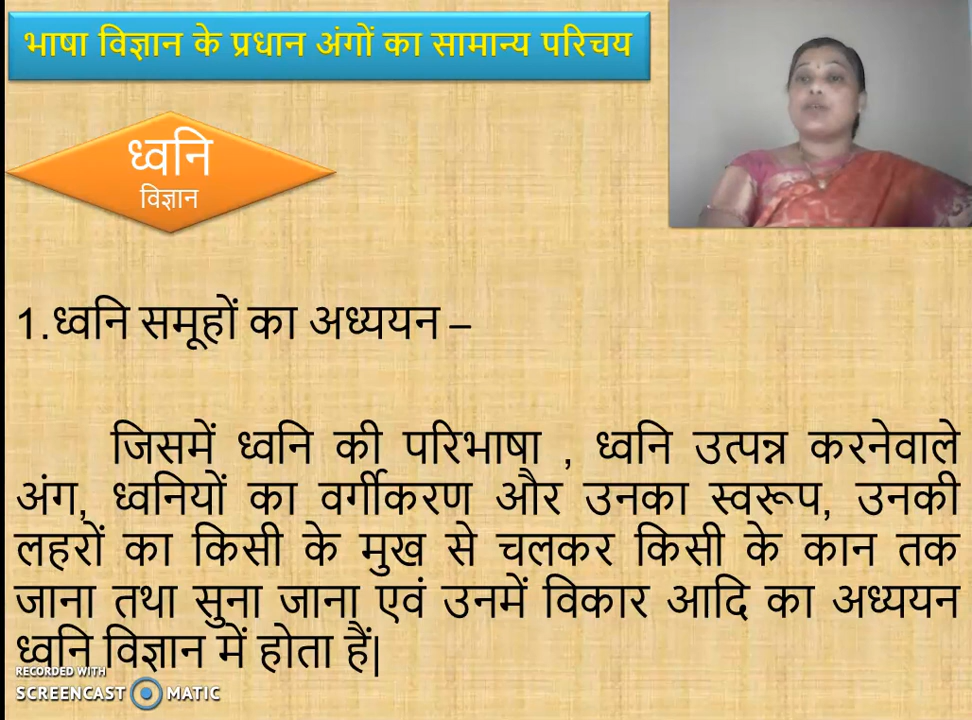 भाषा विज्ञान के प्रधान अंगों का सामान्य परिचय
ध्वनि
विज्ञान
1.ध्वनि समूहों का अध्ययन –
जिसमें ध्वनि की परिभाषा , ध्वनि उत्पन्न करनेवाले
अंग, ध्वनियों का वर्गीकरण और उनका स्वरूप, उनकी
लहरों का किसी के मुख से चलकर किसी के कान तक
जाना तथा सुना जाना एवं उनमें विकार आदि का अध्ययन
ध्वनि विज्ञान में होता हैं|
RECORDED WITH
SCREENCAST MATIC